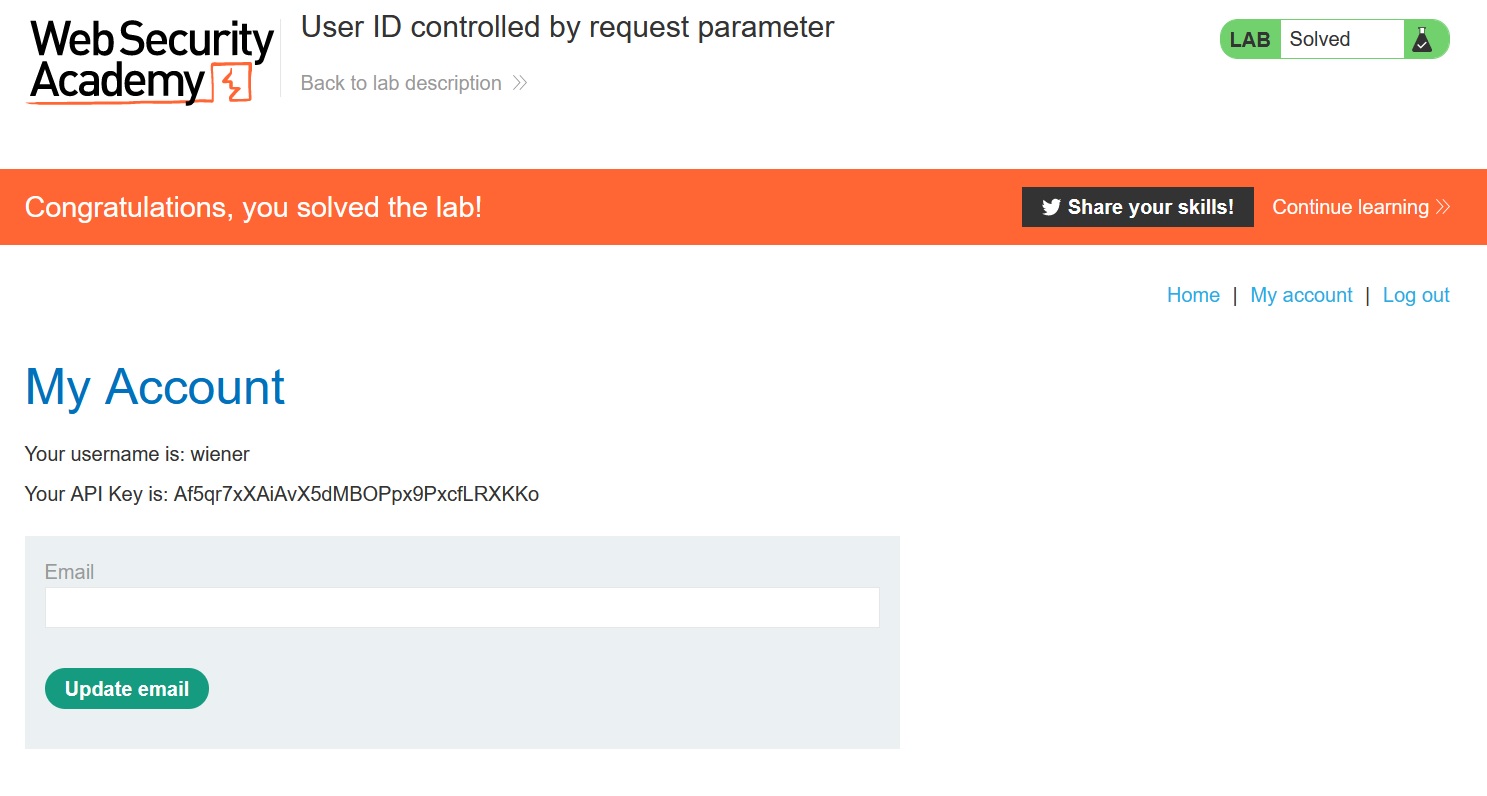 Web Security
Academy
User ID controlled by request parameter
Back to lab description
LAB Solved
Congratulations, you solved the lab!
Share your skills!
Continue learning
Home | My account | Log out
My Account
Your username is: wiener
Your API Key is: Af5qr7xXAiAvX5dMBOPpx9PxcfLRXKKo
Email
Update email